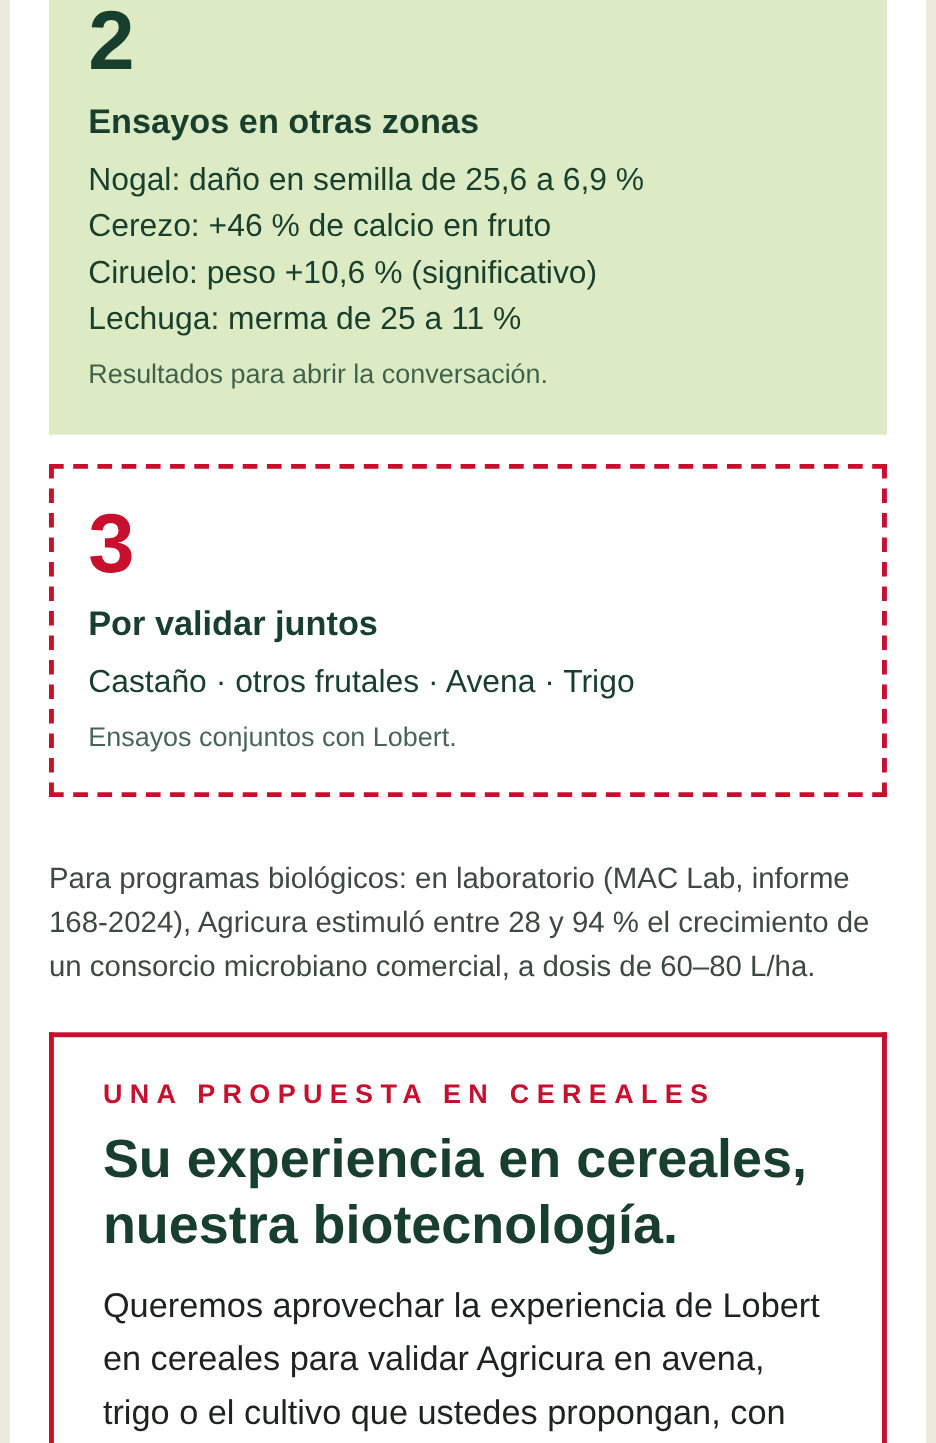 2
Ensayos en otras zonas
Nogal: daño en semilla de 25,6 a 6,9 %
Cerezo: +46 % de calcio en fruto
Ciruelo: peso +10,6 % (significativo)
Lechuga: merma de 25 a 11 %
Resultados para abrir la conversación.
3
Por validar juntos
Castaño · otros frutales · Avena · Trigo
Ensayos conjuntos con Lobert.
Para programas biológicos: en laboratorio (MAC Lab, informe
168-2024), Agricura estimuló entre 28 y 94 % el crecimiento de
un consorcio microbiano comercial, a dosis de 60–80 L/ha.
UNA PROPUESTA EN CEREALES
Su experiencia en cereales,
nuestra biotecnología.
Queremos aprovechar la experiencia de Lobert
en cereales para validar Agricura en avena,
trigo o el cultivo que ustedes propongan, con